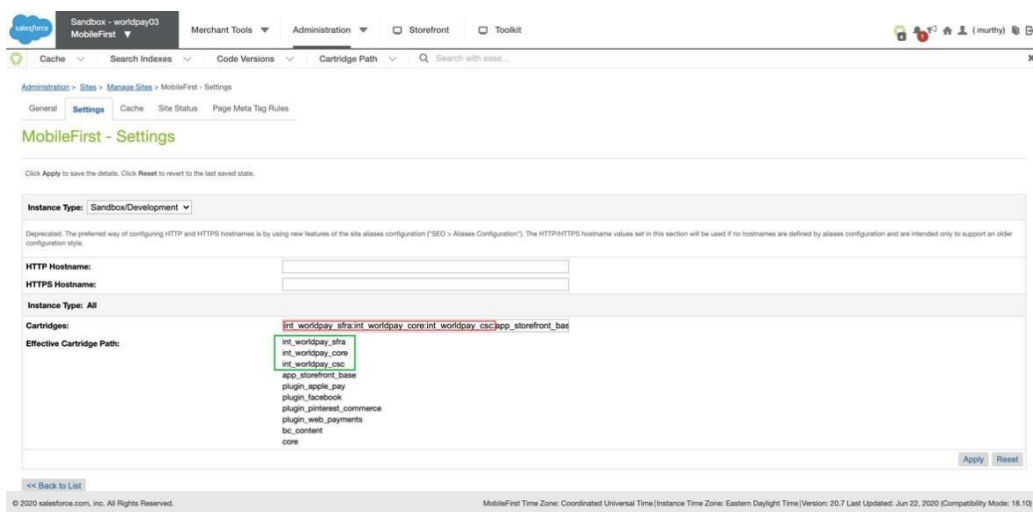 salesforce
Sandbox - worldpay03
MobileFirst
Merchant Tools
Administration
Storefront
Toolkit
(murthy)
Cache
Search Indexes
Code Versions
Cartridge Path
Search with ease...
Administration > Sites > Manage Sites > MobileFirst - Settings
General Settings Cache Site Status Page Meta Tag Rules
MobileFirst - Settings
Click Apply to save the details. Click Reset to revert to the last saved state.
Instance Type: Sandbox/Development
Deprecated. The preferred way of configuring HTTP and HTTPS hostnames is by using new features of the site aliases configuration ("SEO > Aliases Configuration"). The HTTP/HTTPS hostname values set in this section will be used if no hostnames are defined by aliases configuration and are intended only to support an older
configuration style.
HTTP Hostname:
HTTPS Hostname:
Instance Type: All
Cartridges: int_worldpay_sfra:int_worldpay_core:int_worldpay_csc:app_storefront_bas
Effective Cartridge Path: int_worldpay_sfra
int_worldpay_core
int_worldpay_csc
app_storefront_base
plugin_apple_pay
plugin_facebook
plugin_pinterest_commerce
plugin_web_payments
bc_content
core
Apply Reset
<< Back to List
© 2020 salesforce.com, inc. All Rights Reserved.
MobileFirst Time Zone: Coordinated Universal Time|Instance Time Zone: Eastern Daylight Time|Version: 20.7 Last Updated: Jun 22, 2020 (Compatibility Mode: 18.10)